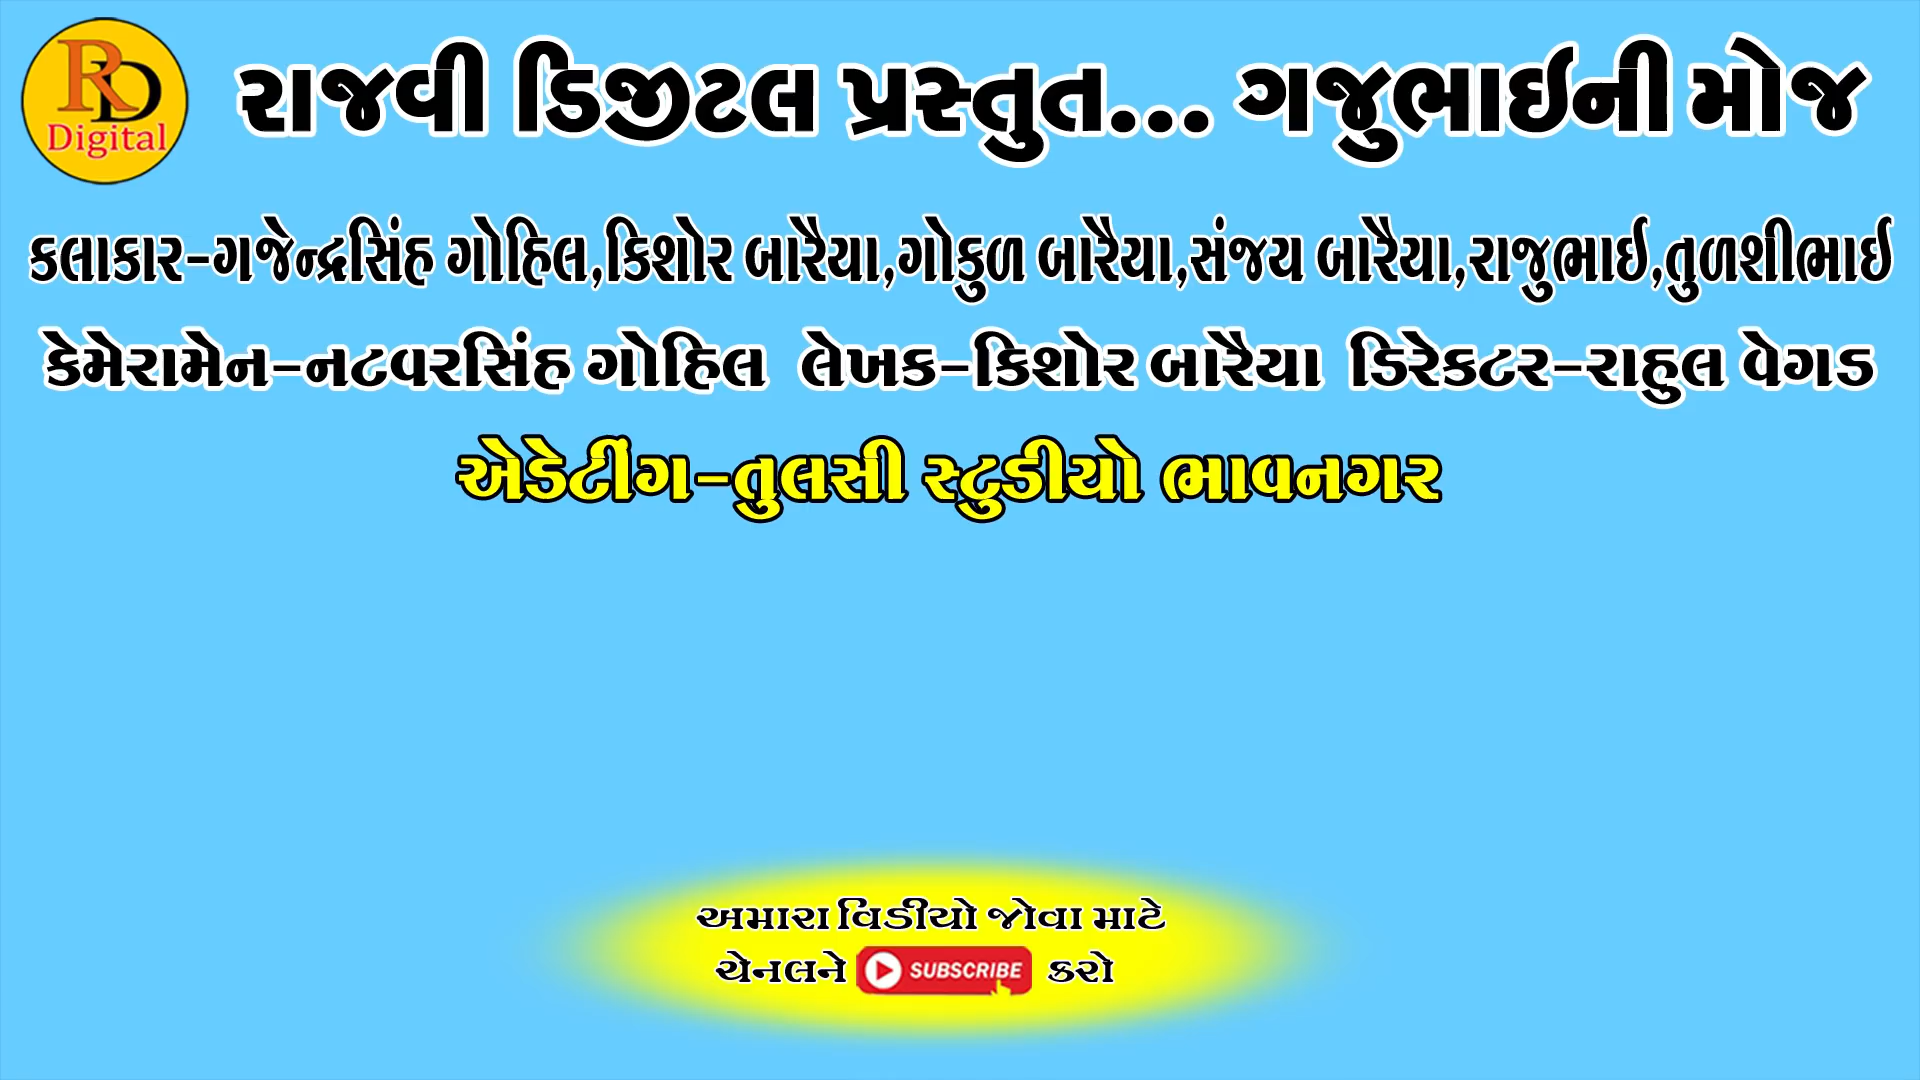 RD
Digital
રાજવી ડિજીટલ પ્રસ્તુત... ગજુભાઇની મોજ
કલાકાર-ગજેન્દ્રસિંહ ગોહિલ,કિશોર બારૈયા,ગોકુળ બારૈયા,સંજય બારૈયા,રાજુભાઈ,તુળશીભાઈ
કેમેરામેન-નટવરસિંહ ગોહિલ લેખક-કિશોર બારૈયા ડિરેકટર-રાહુલ વેગડ
એડેટીંગ-તુલસી સ્ટુડીયો ભાવનગર
અમારા વિડીયો જોવા માટે
ચેનલને SUBSCRIBE કરો